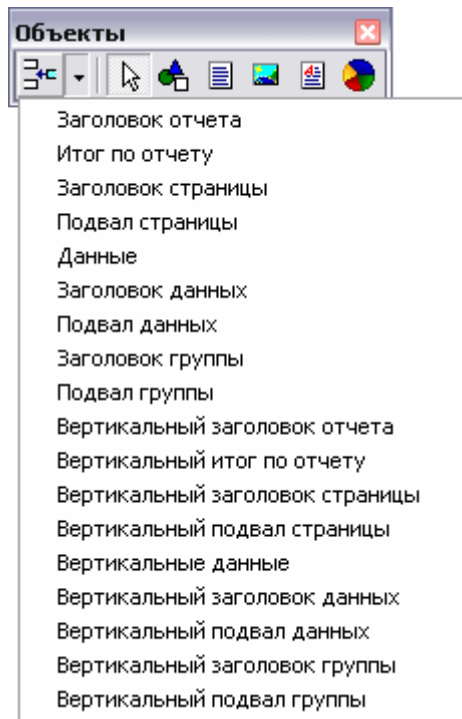 Объекты
Заголовок отчета
Итог по отчету
Заголовок страницы
Подвал страницы
Данные
Заголовок данных
Подвал данных
Заголовок группы
Подвал группы
Вертикальный заголовок отчета
Вертикальный итог по отчету
Вертикальный заголовок страницы
Вертикальный подвал страницы
Вертикальные данные
Вертикальный заголовок данных
Вертикальный подвал данных
Вертикальный заголовок группы
Вертикальный подвал группы